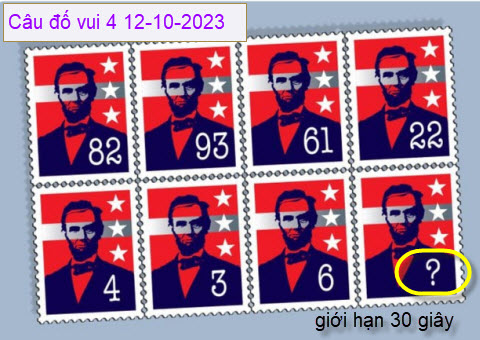 Câu đố vui 4 12-10-2023
82 93 61 22
4 3 6 ?
giới hạn 30 giây